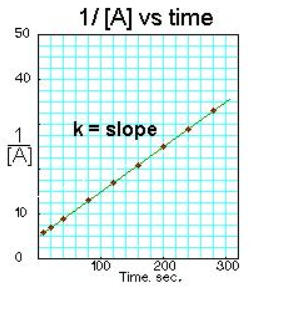 1/ [A] vs time
50
40
k = slope
1
[A]
10
0
100 200 300
Time. sec.